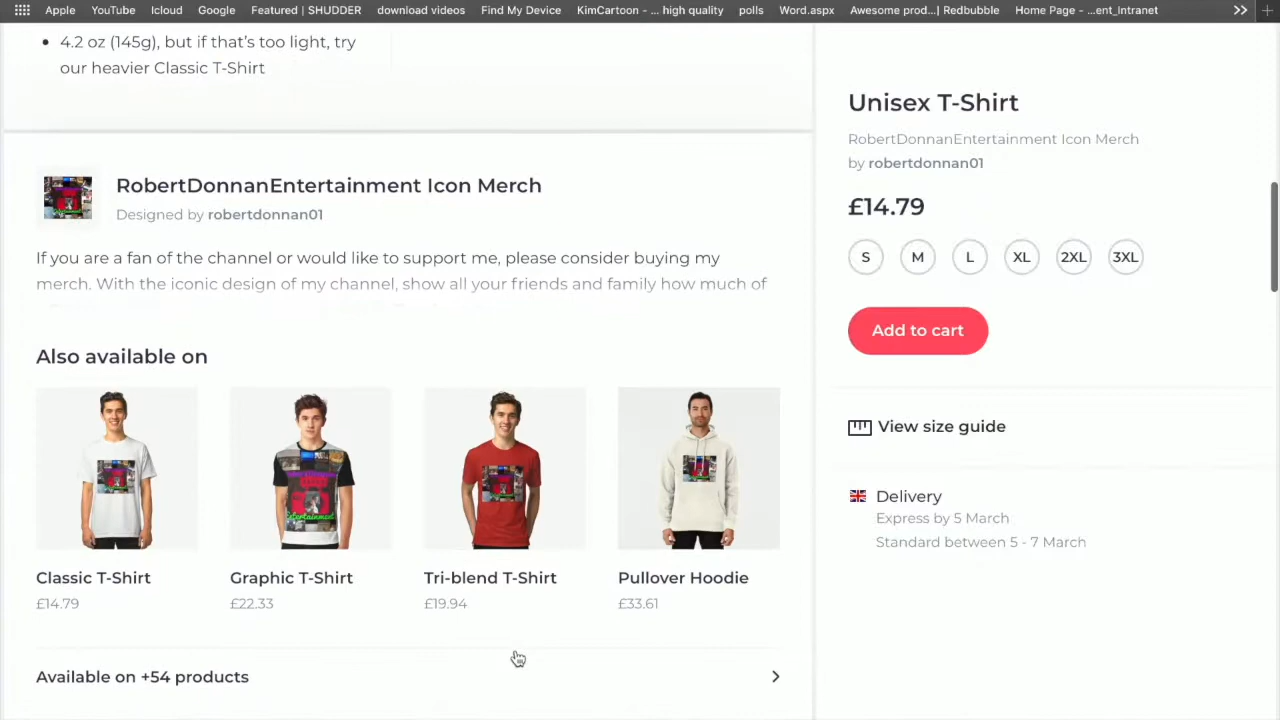 Apple YouTube Icloud Google Featured | SHUDDER download videos Find My Device KimCartoon - ... high quality polls Word.aspx Awesome prod...| Redbubble Home Page - ...ent_Intranet
4.2 oz (145g), but if that's too light, try
our heavier Classic T-Shirt
RobertDonnanEntertainment Icon Merch
Designed by robertdonnan01
If you are a fan of the channel or would like to support me, please consider buying my
merch. With the iconic design of my channel, show all your friends and family how much of
Also available on
Classic T-Shirt
£14.79
Graphic T-Shirt
£22.33
Tri-blend T-Shirt
£19.94
Pullover Hoodie
£33.61
Available on +54 products
Unisex T-Shirt
RobertDonnanEntertainment Icon Merch
by robertdonnan01
£14.79
S M L XL 2XL 3XL
Add to cart
View size guide
Delivery
Express by 5 March
Standard between 5 - 7 March